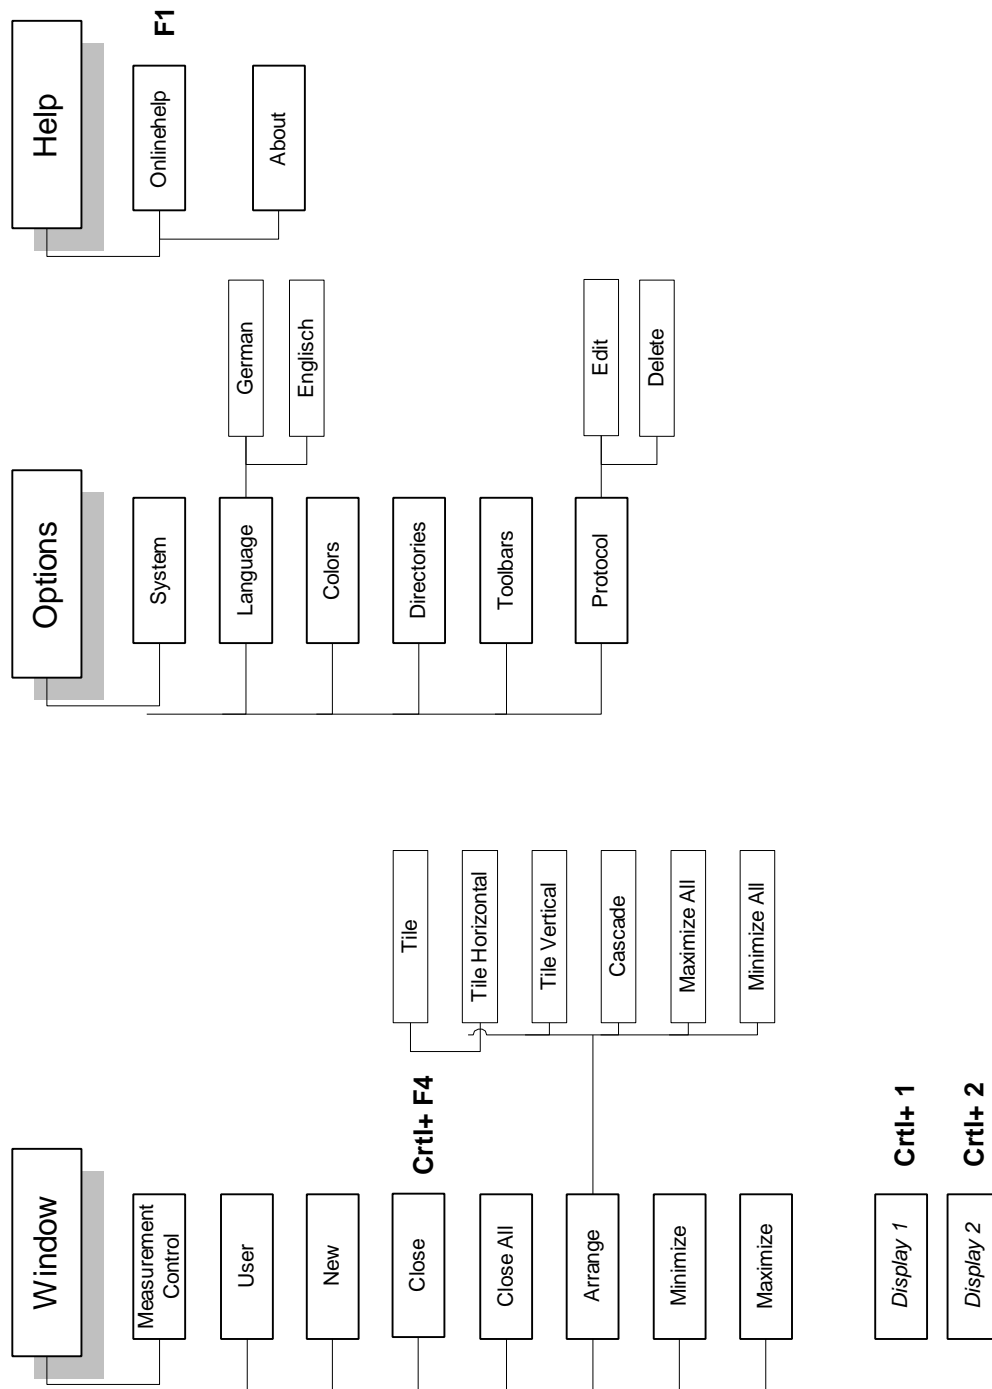 Window
Measurement
Control
User
New
Close
Crtl+ F4
Close All
Arrange
Tile
Tile Horizontal
Tile Vertical
Cascade
Maximize All
Minimize All
Minimize
Maximize
Display 1
Crtl+ 1
Display 2
Crtl+ 2
Options
System
Language
German
Englisch
Colors
Directories
Toolbars
Protocol
Edit
Delete
Help
Onlinehelp
F1
About